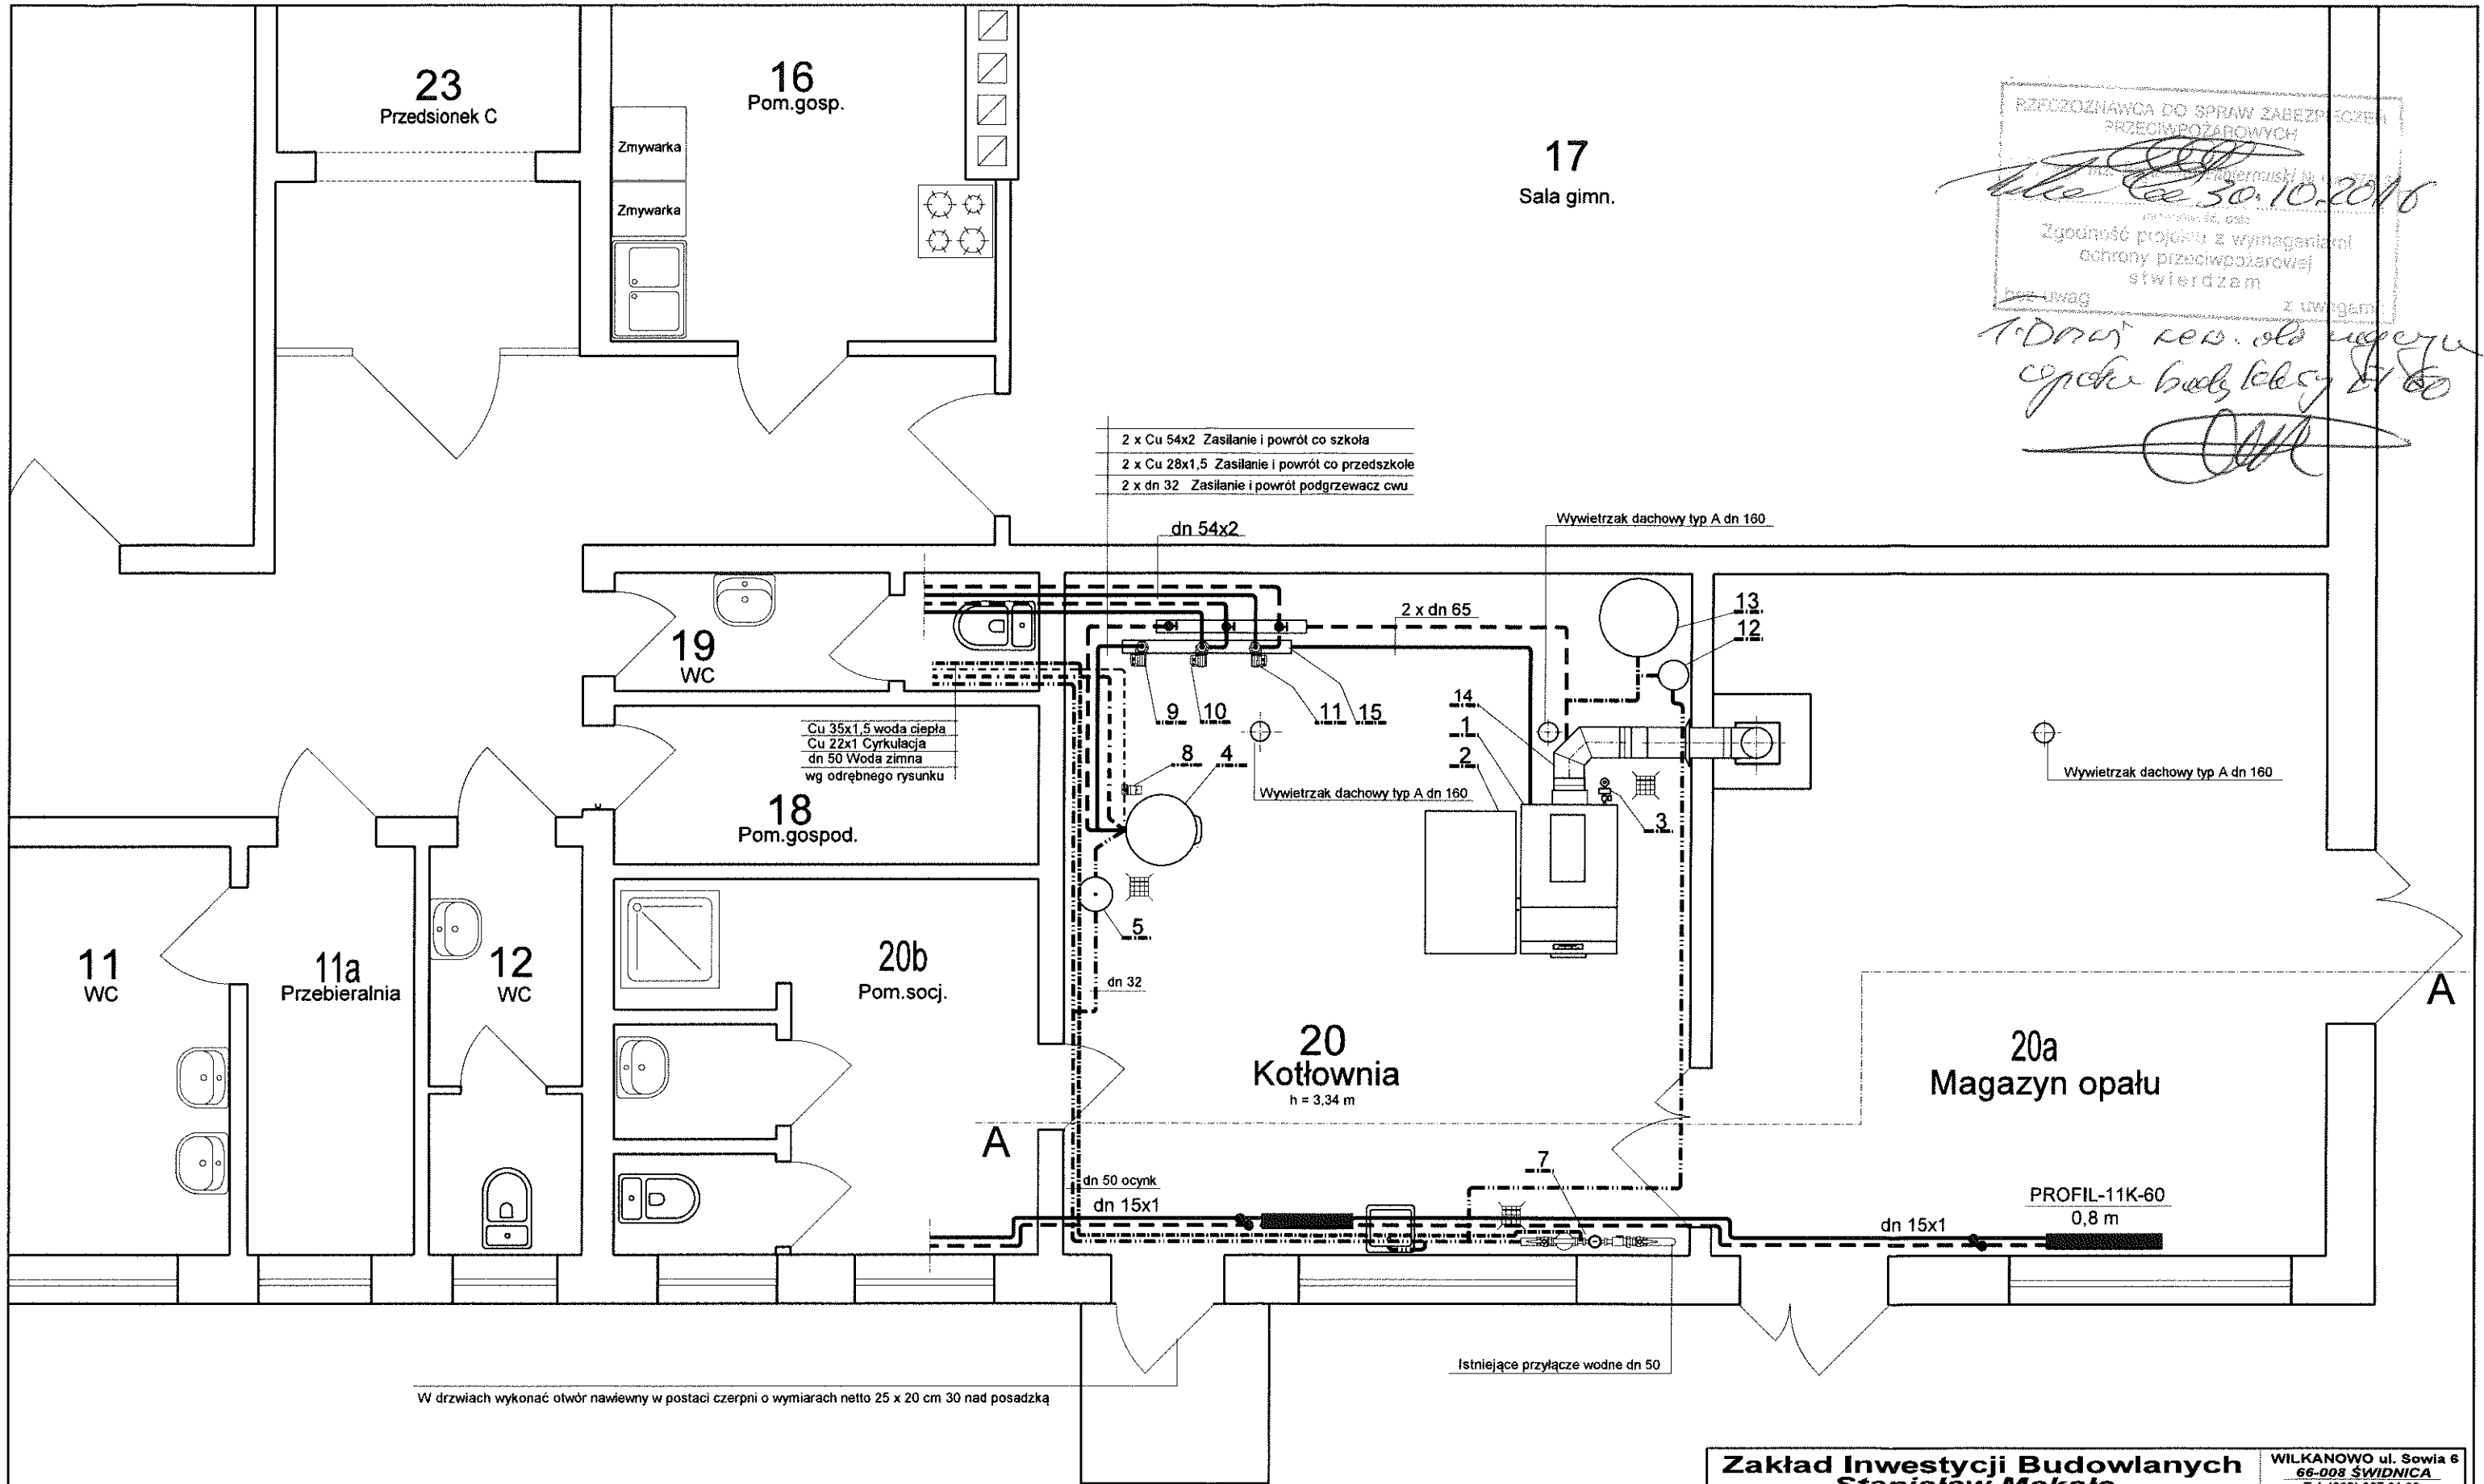 23
Przedsionek C
16
Pom.gosp.
Zmywarka
Zmywarka
17
Sala gimn.
RZECZOZNAWCA DO SPRAW ZABEZPIECZEŃ
PRZECIWPOŻAROWYCH
30.10.2016
Zgodność projektu z wymaganiami
ochrony przeciwpożarowej
stwierdzam
bez uwag
z uwagami
2 x Cu 54x2 Zasilanie i powrót co szkoła
2 x Cu 28x1,5 Zasilanie i powrót co przedszkole
2 x dn 32 Zasilanie i powrót podgrzewacz cwu
dn 54x2
Wywietrzak dachowy typ A dn 160
2 x dn 65
13
12
19
WC
9
10
11
15
14
1
2
Cu 35x1,5 woda ciepła
Cu 22x1 Cyrkulacja
dn 50 Woda zimna
wg odrębnego rysunku
8
4
Wywietrzak dachowy typ A dn 160
Wywietrzak dachowy typ A dn 160
3
18
Pom.gospod.
5
11
WC
11a
Przebieralnia
12
WC
20b
Pom.socj.
dn 32
A
20
Kotłownia
h = 3,34 m
20a
Magazyn opału
A
7
dn 50 ocynk
dn 15x1
PROFIL-11K-60
0,8 m
dn 15x1
Istniejące przyłącze wodne dn 50
W drzwiach wykonać otwór nawiewny w postaci czerpni o wymiarach netto 25 x 20 cm 30 nad posadzką
Zakład Inwestycji Budowlanych
WILKANOWO ul. Sowia 6
66-008 ŚWIDNICA